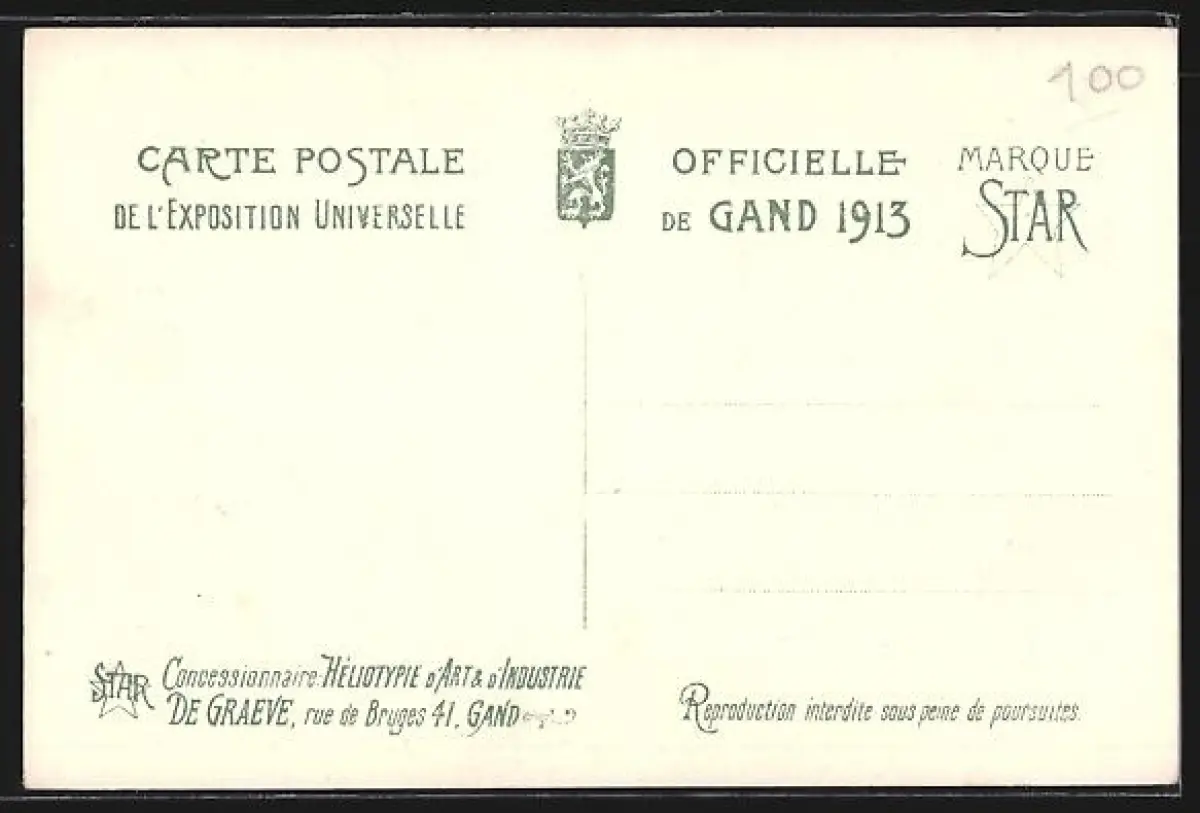 100
CARTE POSTALE OFFICIELLE MARQUE
DE L'EXPOSITION UNIVERSELLE DE GAND 1913 STAR
STAR Concessionnaire: HÉLIOTYPIE D'ART & D'INDUSTRIE
DE GRAEVE, rue de Bruges 41, GAND
Reproduction interdite sous peine de poursuites.